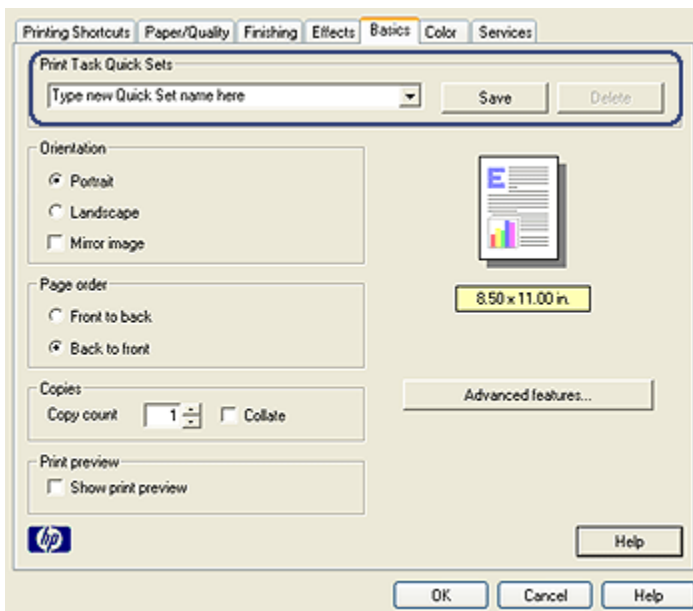 Printing Shortcuts Paper/Quality Finishing Effects Basics Color Services
Print Task Quick Sets
Type new Quick Set name here Save Delete
Orientation
Portrait
Landscape
Mirror image
E
8.50 x 11.00 in.
Page order
Front to back
Back to front
Advanced features...
Copies
Copy count 1 Collate
Print preview
Show print preview
hp
Help
OK Cancel Help